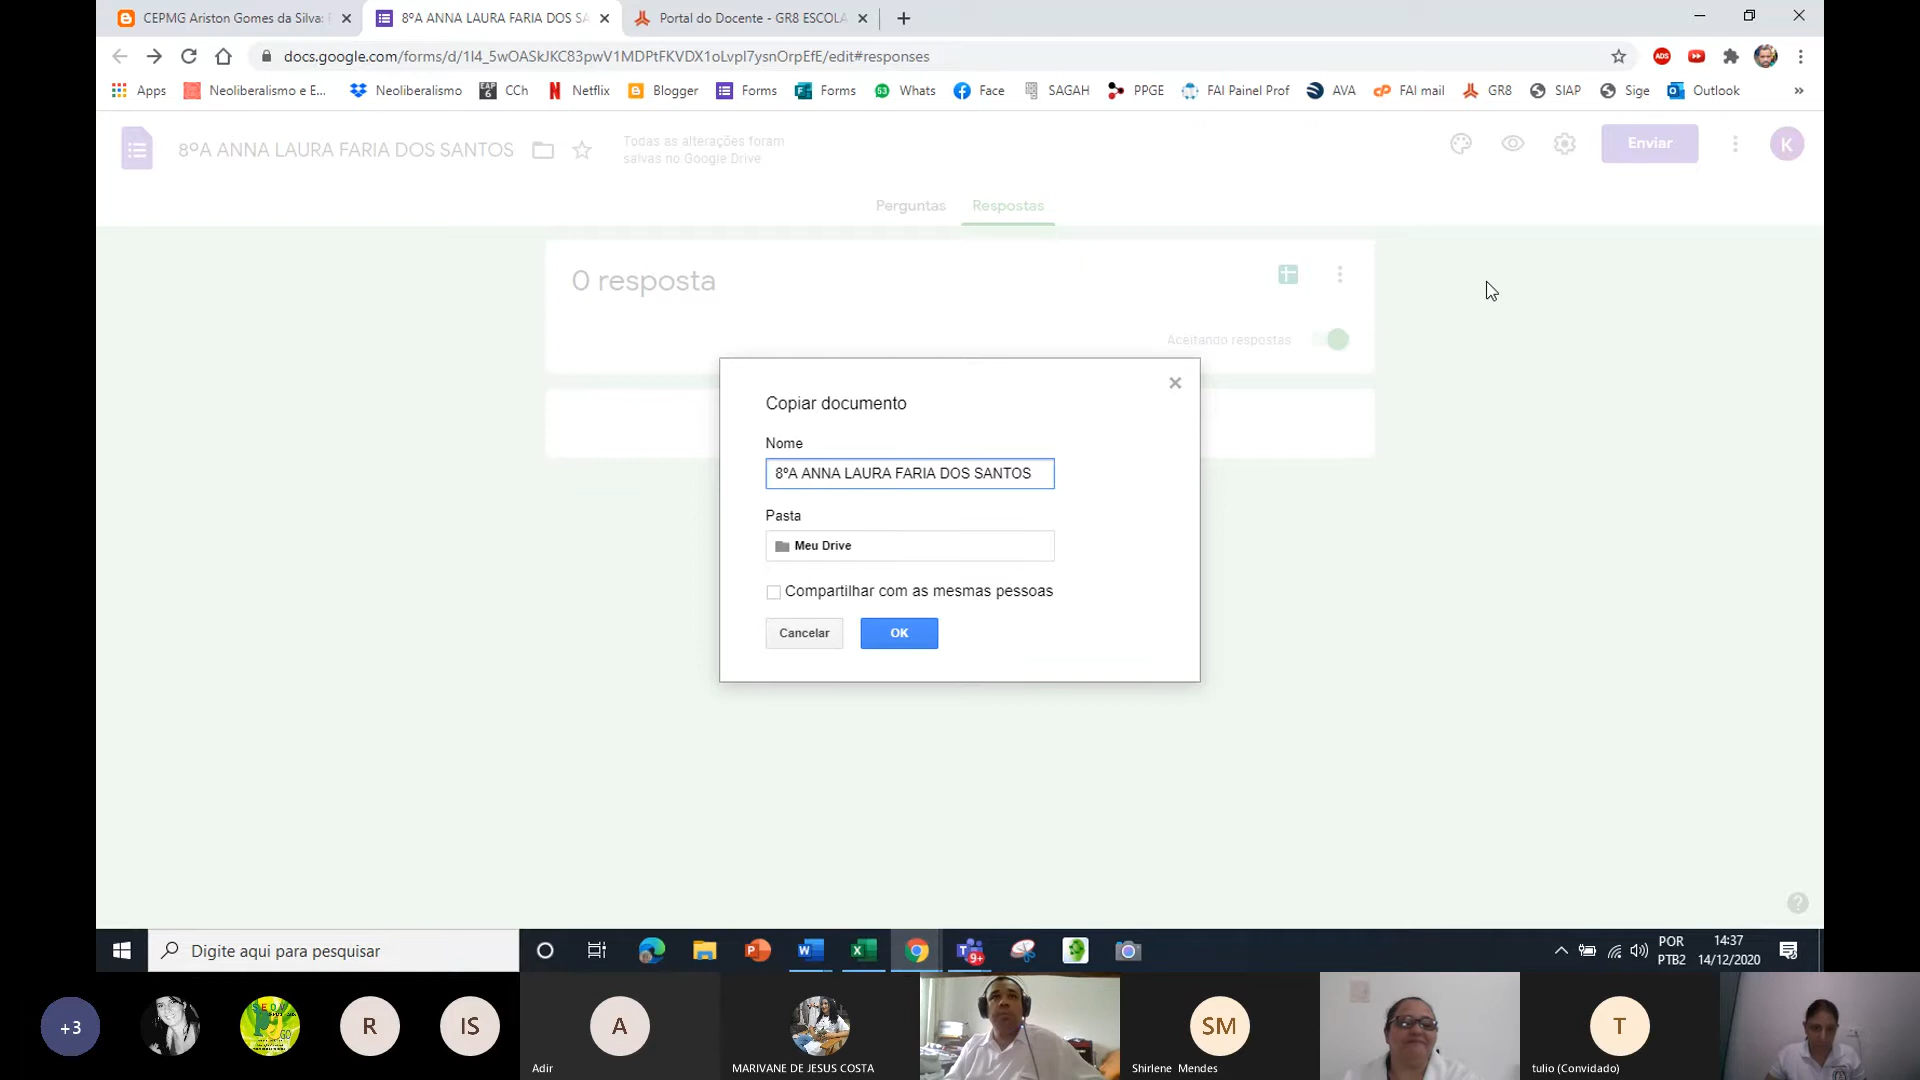 CEPMG Ariston Gomes da Silva:
8ºA ANNA LAURA FARIA DOS SA
Portal do Docente - GR8 ESCOLA
docs.google.com/forms/d/1I4_5wOASkJKC83pwV1MDPtFKVDX1oLvpl7ysnOrpEfE/edit#responses
ADS
Apps
Neoliberalismo e E...
Neoliberalismo
EAP
6
CCh
Netflix
Blogger
Forms
Forms
53
Whats
Face
SAGAH
PPGE
FAI Painel Prof
AVA
FAI mail
GR8
SIAP
Sige
Outlook
»
8ºA ANNA LAURA FARIA DOS SANTOS
Todas as alterações foram
salvas no Google Drive
Enviar
K
Perguntas
Respostas
0 resposta
Aceitando respostas
Copiar documento
Nome
8ºA ANNA LAURA FARIA DOS SANTOS
Pasta
Meu Drive
Compartilhar com as mesmas pessoas
Cancelar
OK
Digite aqui para pesquisar
9+
POR
PTB2
14:37
14/12/2020
+3
R
IS
A
Adir
MARIVANE DE JESUS COSTA
SM
Shirlene Mendes
T
tulio (Convidado)